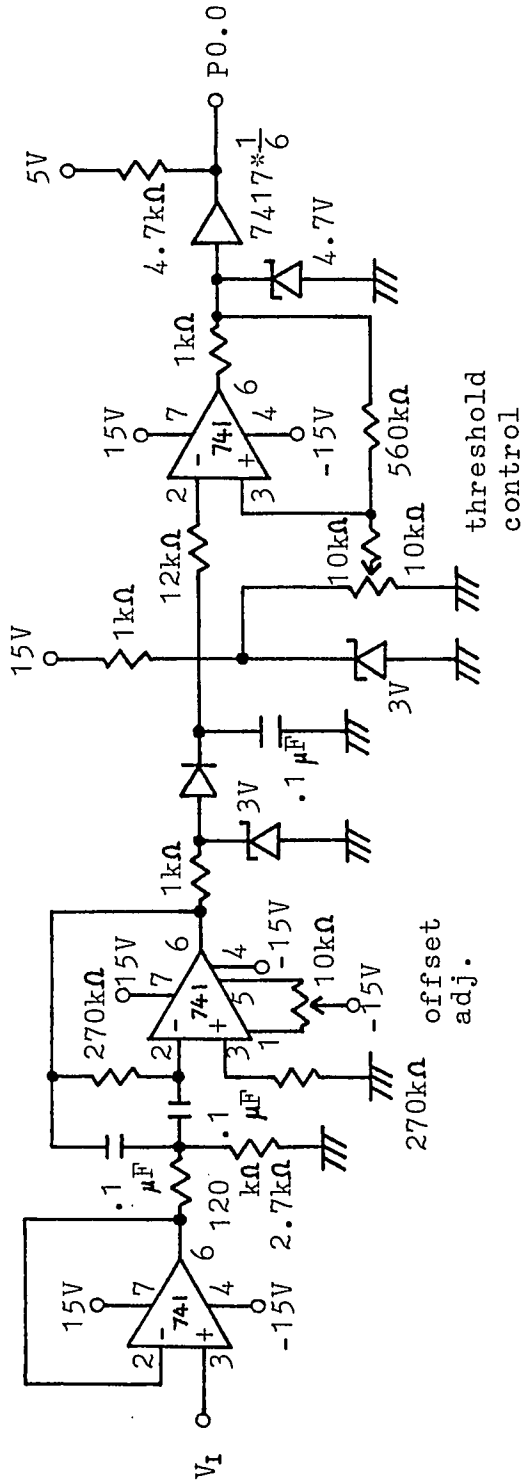 V_I
2
3
741
-
+
15V
7
6
4
-15V
.1
μF
120
kΩ
2.7kΩ
.1
μF
270kΩ
2
3
741
-
+
15V
7
6
4
-15V
5
1
10kΩ
-15V
270kΩ
offset
adj.
1kΩ
3V
.1
μF
15V
1kΩ
3V
12kΩ
10kΩ
10kΩ
threshold
control
2
3
741
-
+
15V
7
6
4
-15V
560kΩ
1kΩ
4.7V
7417*1/6
4.7kΩ
5V
P0.0